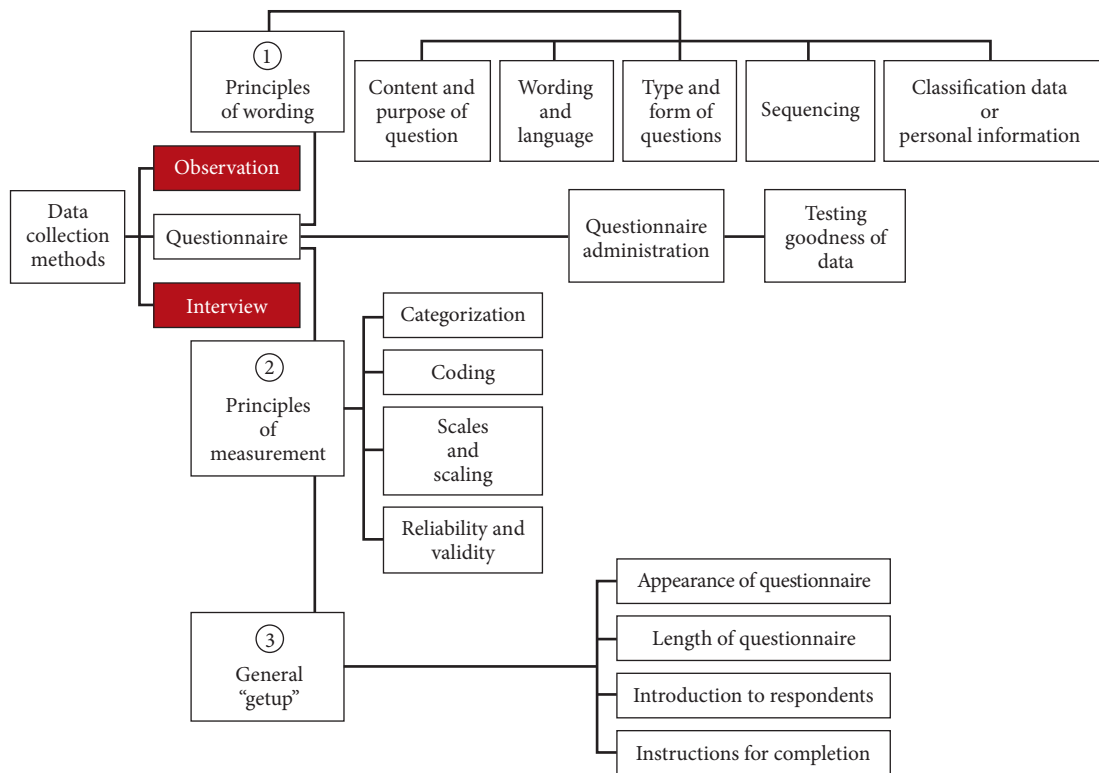 1
Principles
of wording
Content and
purpose of
question
Wording
and
language
Type and
form of
questions
Sequencing
Classification data
or
personal information
Observation
Data
collection
methods
Questionnaire
Questionnaire
administration
Testing
goodness of
data
Interview
2
Principles
of
measurement
Categorization
Coding
Scales
and
scaling
Reliability and
validity
3
General
“getup”
Appearance of questionnaire
Length of questionnaire
Introduction to respondents
Instructions for completion